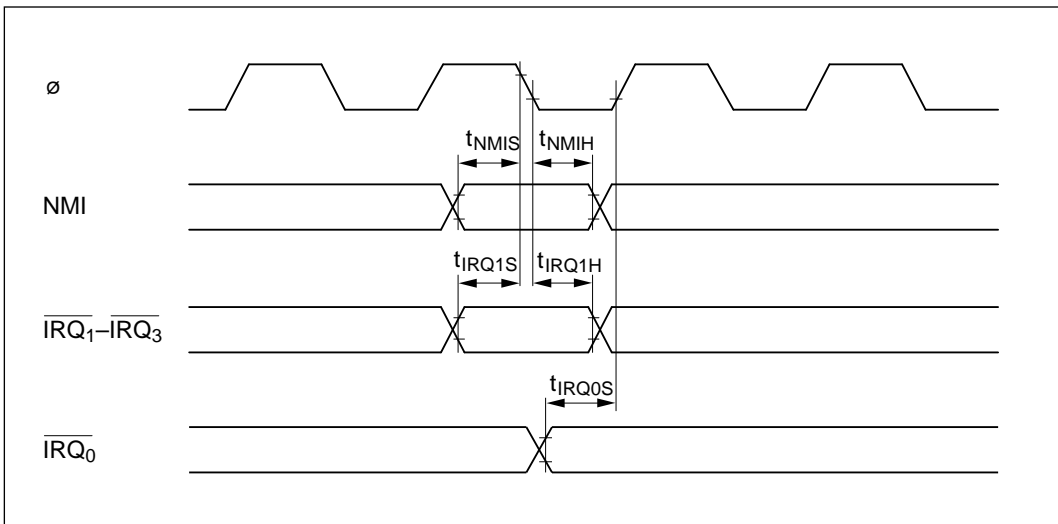 ø
tNMIS tNMIH
NMI
tIRQ1S tIRQ1H
IRQ1–IRQ3
tIRQ0S
IRQ0